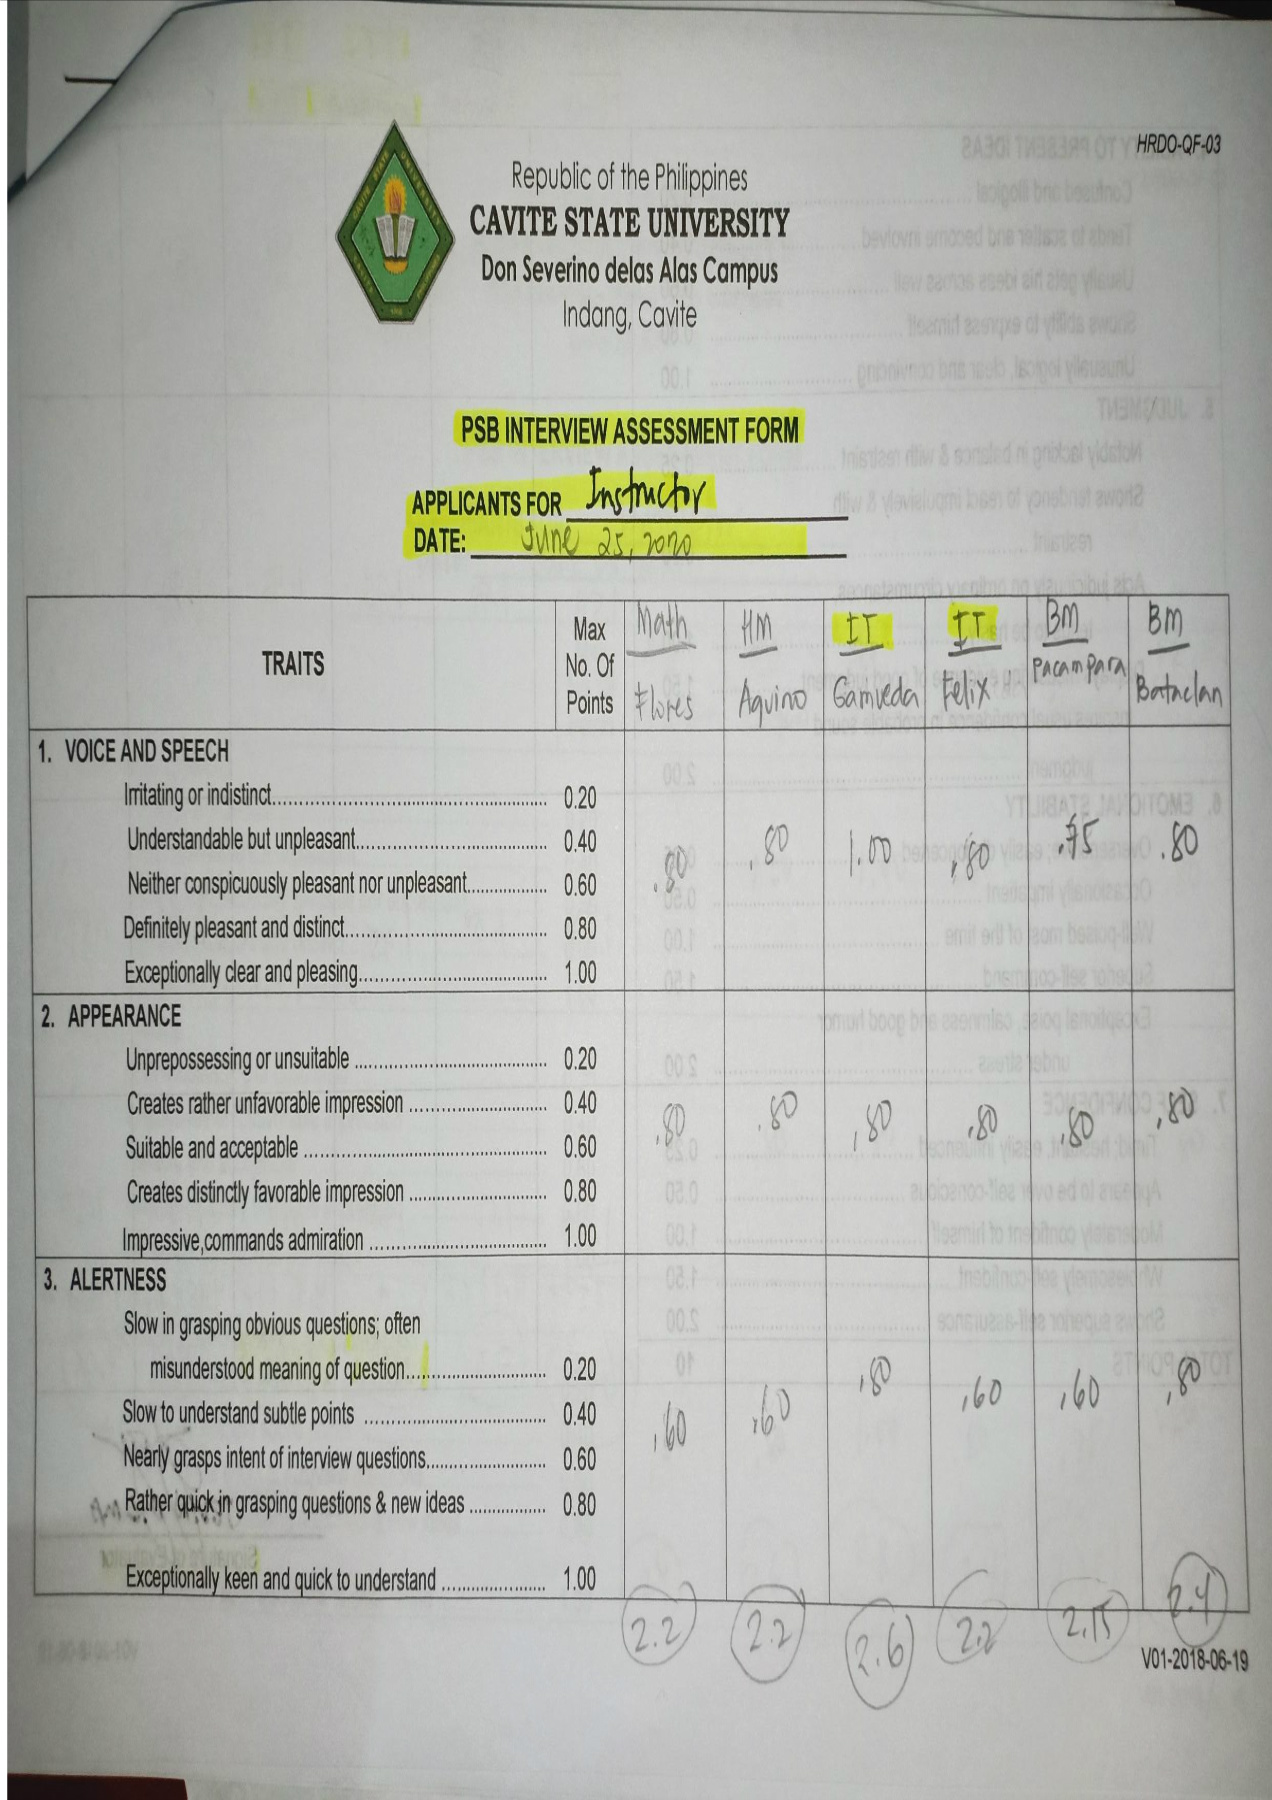 HRDO-QF-03
Republic of the Philippines
CAVITE STATE UNIVERSITY
Don Severino delas Alas Campus
Indang, Cavite
PSB INTERVIEW ASSESSMENT FORM
APPLICANTS FOR Instructor
DATE: June 25, 2020
TRAITS
Max No. Of Points
Math Flores
HM Aquino
IT Gamueda
IT Felix
BM Pacampara
BM Bataclan
1. VOICE AND SPEECH
Irritating or indistinct 0.20
Understandable but unpleasant 0.40
Neither conspicuously pleasant nor unpleasant 0.60
Definitely pleasant and distinct 0.80
Exceptionally clear and pleasing 1.00
.80 .80 1.00 .80 .75 .80
2. APPEARANCE
Unprepossessing or unsuitable 0.20
Creates rather unfavorable impression 0.40
Suitable and acceptable 0.60
Creates distinctly favorable impression 0.80
Impressive,commands admiration 1.00
.80 .80 .80 .80 .80 .80
3. ALERTNESS
Slow in grasping obvious questions; often
misunderstood meaning of question 0.20
Slow to understand subtle points 0.40
Nearly grasps intent of interview questions 0.60
Rather quick in grasping questions & new ideas 0.80
Exceptionally keen and quick to understand 1.00
.60 .60 .80 .60 .60 .80
2.2 2.2 2.6 2.2 2.15 2.4
V01-2018-06-19